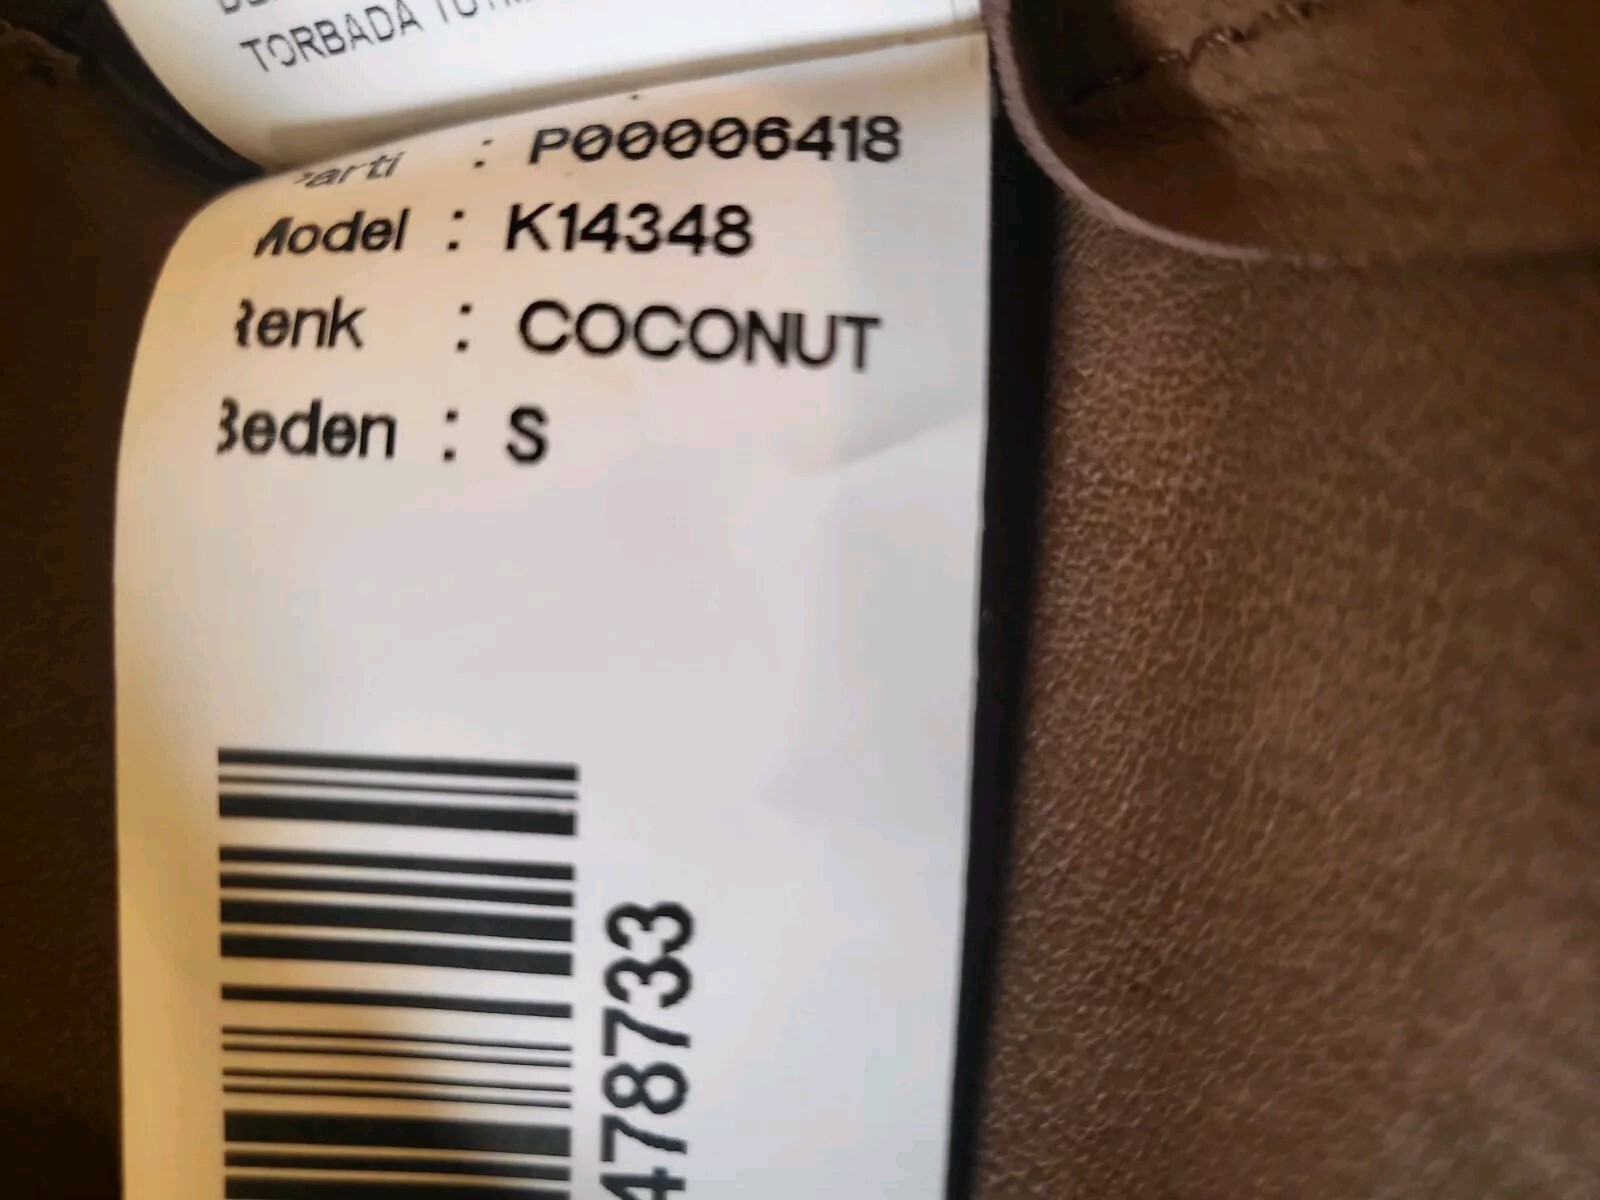 TORBADA
Parti : P00006418
Model : K14348
Renk : COCONUT
Beden : S
478733